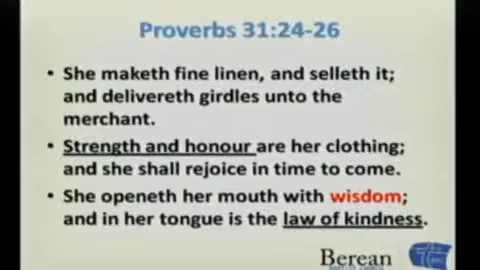 Proverbs 31:24-26
• She maketh fine linen, and selleth it;
and delivereth girdles unto the
merchant.
• Strength and honour are her clothing;
and she shall rejoice in time to come.
• She openeth her mouth with wisdom;
and in her tongue is the law of kindness.
Berean